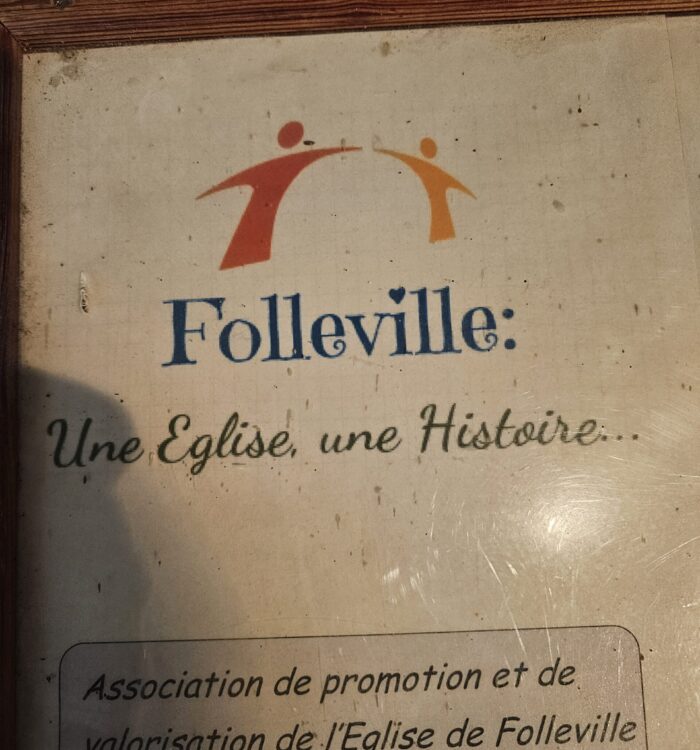 Folleville:
Une Eglise, une Histoire...
Association de promotion et de
valorisation de l'Eglise de Folleville